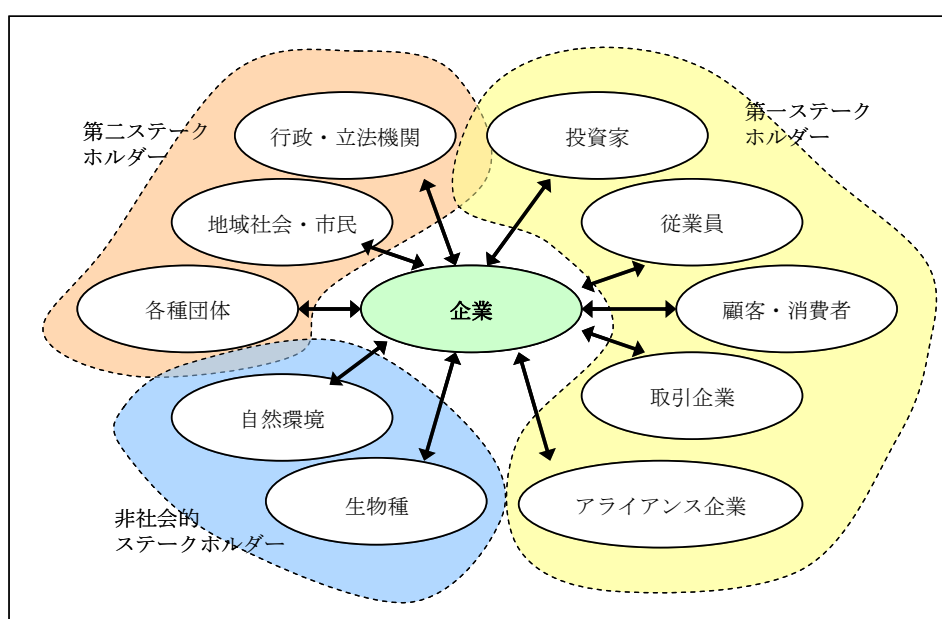 第二ステーク
ホルダー
行政・立法機関
地域社会・市民
各種団体
第一ステーク
ホルダー
投資家
従業員
顧客・消費者
取引企業
アライアンス企業
企業
自然環境
生物種
非社会的
ステークホルダー